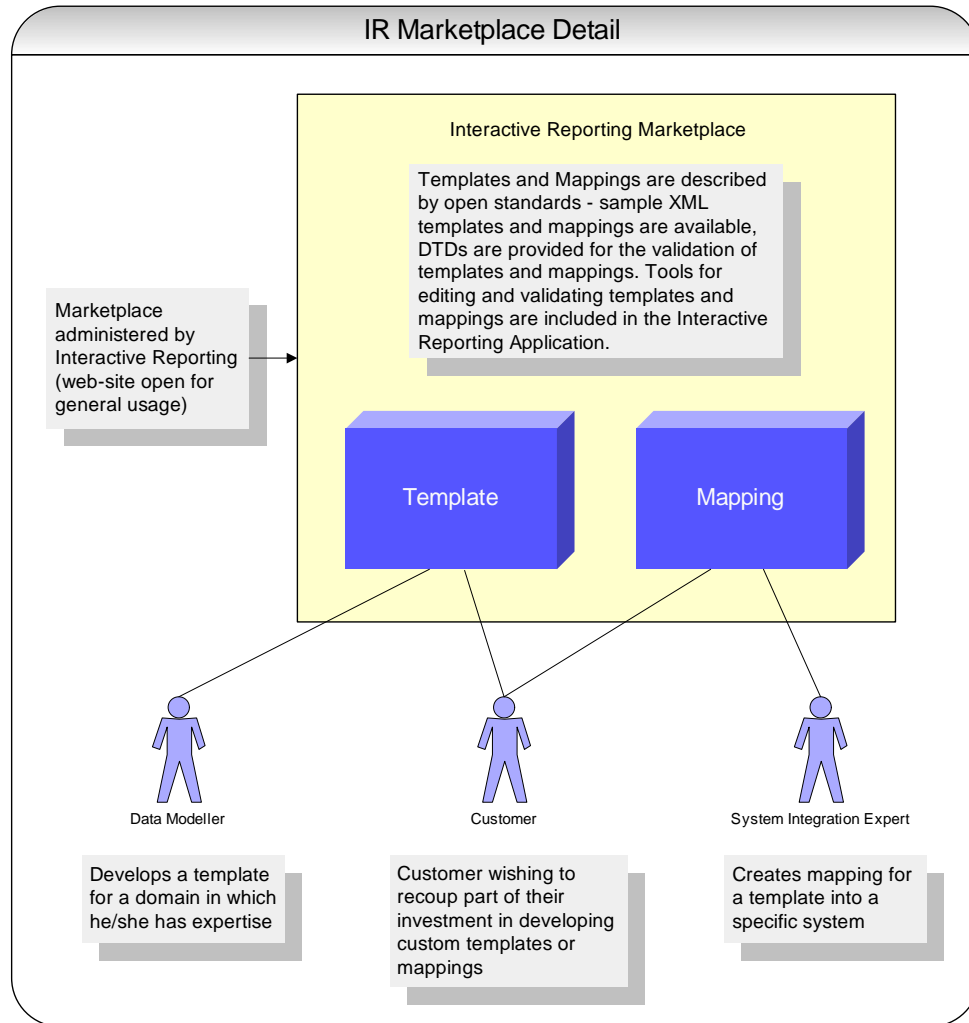 IR Marketplace Detail
Interactive Reporting Marketplace
Templates and Mappings are described
by open standards - sample XML
templates and mappings are available,
DTDs are provided for the validation of
templates and mappings. Tools for
editing and validating templates and
mappings are included in the Interactive
Reporting Application.
Marketplace
administered by
Interactive Reporting
(web-site open for
general usage)
Template
Mapping
Data Modeller
Customer
System Integration Expert
Develops a template
for a domain in which
he/she has expertise
Customer wishing to
recoup part of their
investment in developing
custom templates or
mappings
Creates mapping for
a template into a
specific system